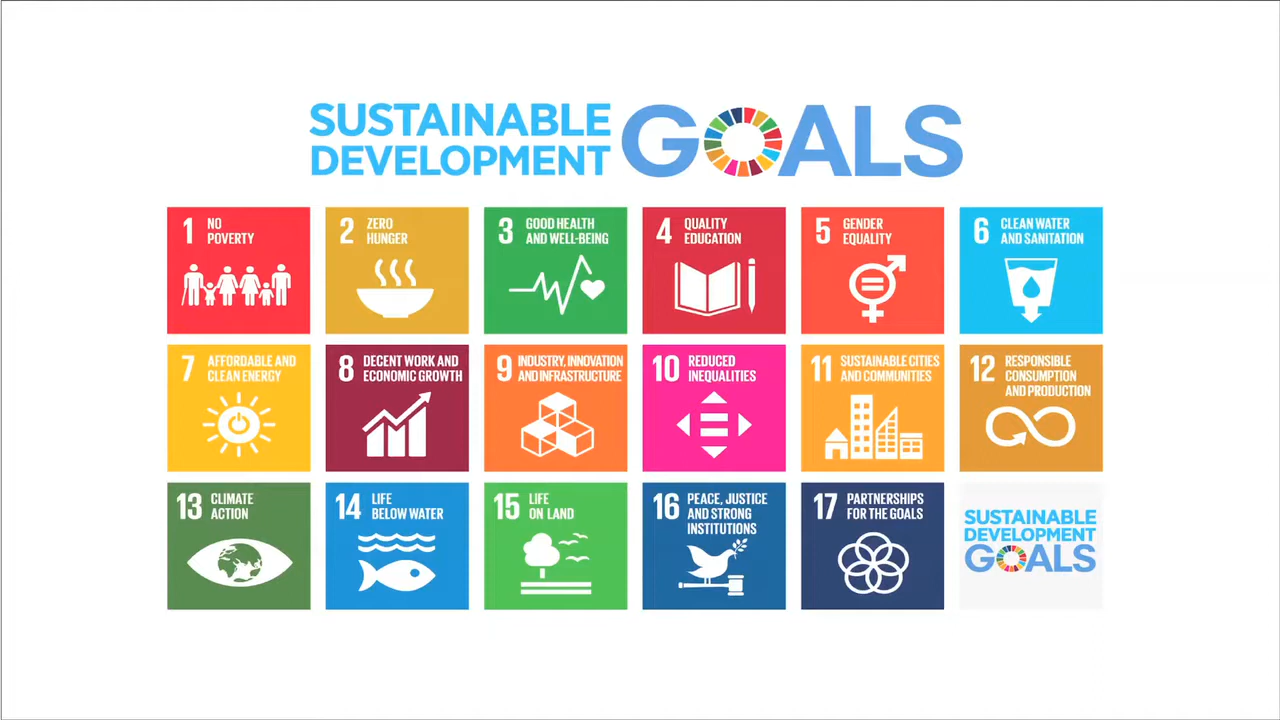 SUSTAINABLE
DEVELOPMENT
GOALS
1 NO
POVERTY
2 ZERO
HUNGER
3 GOOD HEALTH
AND WELL-BEING
4 QUALITY
EDUCATION
5 GENDER
EQUALITY
6 CLEAN WATER
AND SANITATION
7 AFFORDABLE AND
CLEAN ENERGY
8 DECENT WORK AND
ECONOMIC GROWTH
9 INDUSTRY, INNOVATION
AND INFRASTRUCTURE
10 REDUCED
INEQUALITIES
11 SUSTAINABLE CITIES
AND COMMUNITIES
12 RESPONSIBLE
CONSUMPTION
AND PRODUCTION
13 CLIMATE
ACTION
14 LIFE
BELOW WATER
15 LIFE
ON LAND
16 PEACE, JUSTICE
AND STRONG
INSTITUTIONS
17 PARTNERSHIPS
FOR THE GOALS
SUSTAINABLE
DEVELOPMENT
GOALS